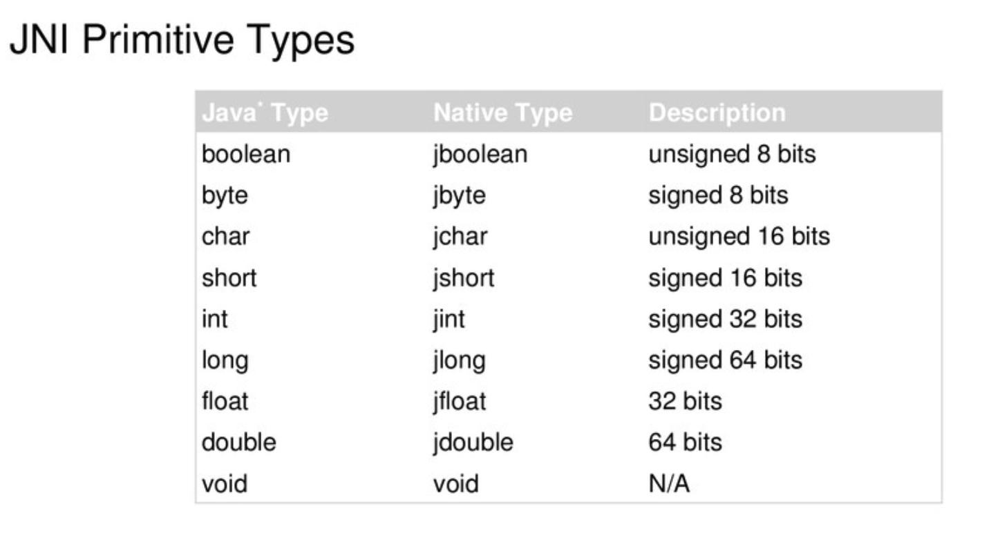 JNI Primitive Types
Java* Type Native Type Description
boolean jboolean unsigned 8 bits
byte jbyte signed 8 bits
char jchar unsigned 16 bits
short jshort signed 16 bits
int jint signed 32 bits
long jlong signed 64 bits
float jfloat 32 bits
double jdouble 64 bits
void void N/A